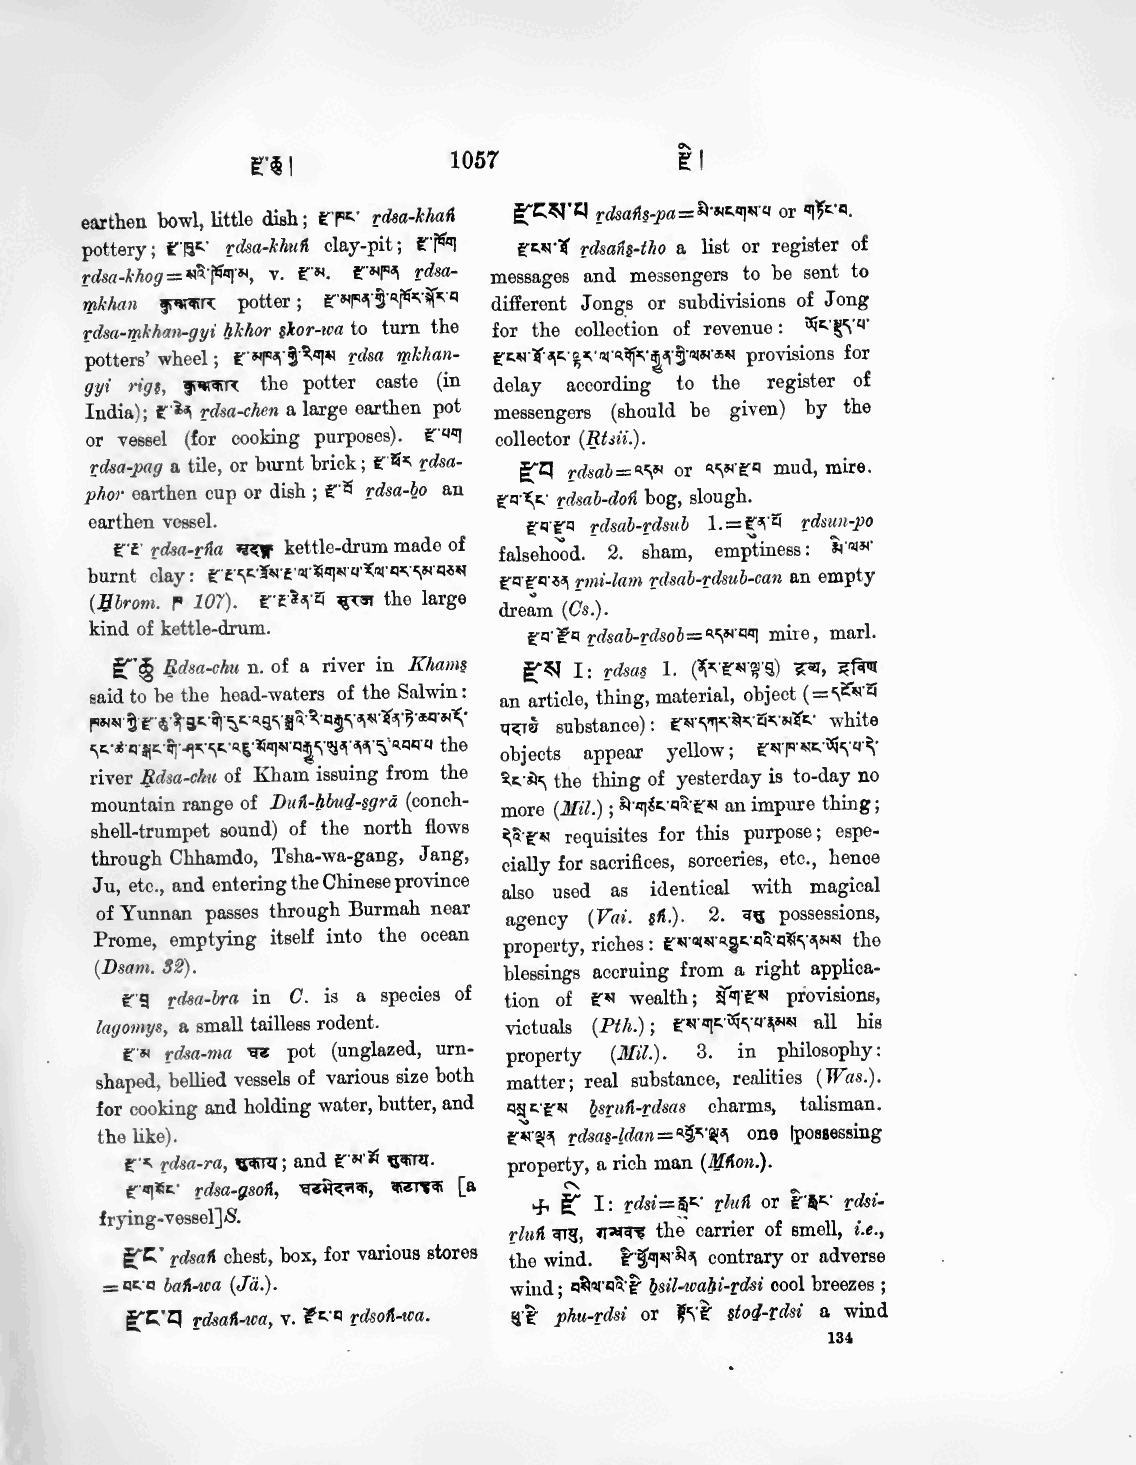 རྫ་ཆུ། 1057 རྫི།
earthen bowl, little dish; རྫ་ཁང་ rdsa-khaṅ
pottery; རྫ་ཁུང་ rdsa-khuṅ clay-pit; རྫ་ཁོག
rdsa-khog=སའི་ཁོག་མ, v. རྫ་མ. རྫ་མཁན rdsa-
mkhan कुम्भकार potter; རྫ་མཁན་གྱི་འཁོར་སྐོར་བ
rdsa-mkhan-gyi ḥkhor skor-wa to turn the
potters' wheel; རྫ་མཁན་གྱི་རིགས rdsa mkhan-
gyi rigs, कुम्भकार the potter caste (in
India); རྫ་ཆེན rdsa-chen a large earthen pot
or vessel (for cooking purposes). རྫ་པག
rdsa-pag a tile, or burnt brick; རྫ་ཕོར rdsa-
phor earthen cup or dish; རྫ་བོ rdsa-bo an
earthen vessel.
རྫ་རྔ་ rdsa-rṅa मृदङ्ग kettle-drum made of
burnt clay:
(Ḥbrom. ཁ 107). རྫ་རྔ་ཆེན་པོ मुरज the large
kind of kettle-drum.
རྫ་ཆུ Rdsa-chu n. of a river in Khams
said to be the head-waters of the Salwin:
the
river Rdsa-chu of Kham issuing from the
mountain range of Duṅ-ḥbud-sgrā (conch-
shell-trumpet sound) of the north flows
through Chhamdo, Tsha-wa-gang, Jang,
Ju, etc., and entering the Chinese province
of Yunnan passes through Burmah near
Prome, emptying itself into the ocean
(Dsam. 32).
རྫ་བྲ rdsa-bra in C. is a species of
lagomys, a small tailless rodent.
རྫ་མ rdsa-ma घट pot (unglazed, urn-
shaped, bellied vessels of various size both
for cooking and holding water, butter, and
the like).
རྫ་ར rdsa-ra, सुकाय; and རྫ་མ་མོ सुकाय.
རྫ་གསོང་ rdsa-gsoṅ, घटभेदनक, [a
frying-vessel]S.
རྫང་ rdsaṅ chest, box, for various stores
=བང་བ baṅ-wa (Jä.).
རྫང་བ rdsaṅ-wa, v. རྫོང་བ rdsoṅ-wa.
རྫངས་པ rdsaṅs-pa=མི་མངགས་པ or གཏོང་བ.
རྫངས་ཐོ rdsaṅs-tho a list or register of
messages and messengers to be sent to
different Jongs or subdivisions of Jong
for the collection of revenue: ཡོང་སྒོད་པ་
provisions for
delay according to the register of
messengers (should be given) by the
collector (Rtsii.).
རྫབ rdsab=འདམ or འདམ་རྫབ mud, mire.
རྫབ་དོང་ rdsab-doṅ bog, slough.
རྫབ་རྫུབ rdsab-rdsub 1.=རྫུན་པོ rdsun-po
falsehood. 2. sham, emptiness: རྨི་ལམ་
རྫབ་རྫུབ་ཅན rmi-lam rdsab-rdsub-can an empty
dream (Cs.).
རྫབ་རྫོབ rdsab-rdsob=འདམ་བག mire, marl.
རྫས I: rdsas 1. (ནོར་རྫས་ལྟ་བུ) द्रव्य, द्रविण
an article, thing, material, object (=དངོས་པོ
पदार्थ substance): རྫས་དཀར་སེར་པོར་མཐོང་ white
objects appear yellow; རྫས་ཁ་སང་ཡོད་པ་དེ་
རིང་མེད the thing of yesterday is to-day no
more (Mil.); མི་གཙང་བའི་རྫས an impure thing;
དེའི་རྫས requisites for this purpose; espe-
cially for sacrifices, sorceries, etc., hence
also used as identical with magical
agency (Vai. sṅ.). 2. वसु possessions,
property, riches: རྫས་ལས་འབྱུང་བའི་བསོད་ནམས the
blessings accruing from a right applica-
tion of རྫས wealth; སྤྱོག་རྫས provisions,
victuals (Pth.); རྫས་གང་ཡོད་པ་རྣམས all his
property (Mil.). 3. in philosophy:
matter; real substance, realities (Was.).
བསྲུང་རྫས bsruṅ-rdsas charms, talisman.
རྫས་ལྡན rdsas-ldan=འབྱོར་ལྡན one possessing
property, a rich man (Mṅon.).
+ རྫི I: rdsi=རླུང་ rluṅ or རྫི་རླུང་ rdsi-
rluṅ वायु, गन्धवह the carrier of smell, i.e.,
the wind. རྫི་ཕྱོགས་མིན contrary or adverse
wind; བསིལ་བའི་རྫི bsil-waḥi-rdsi cool breezes;
ཕུ་རྫི phu-rdsi or སྟོད་རྫི stod-rdsi a wind
134